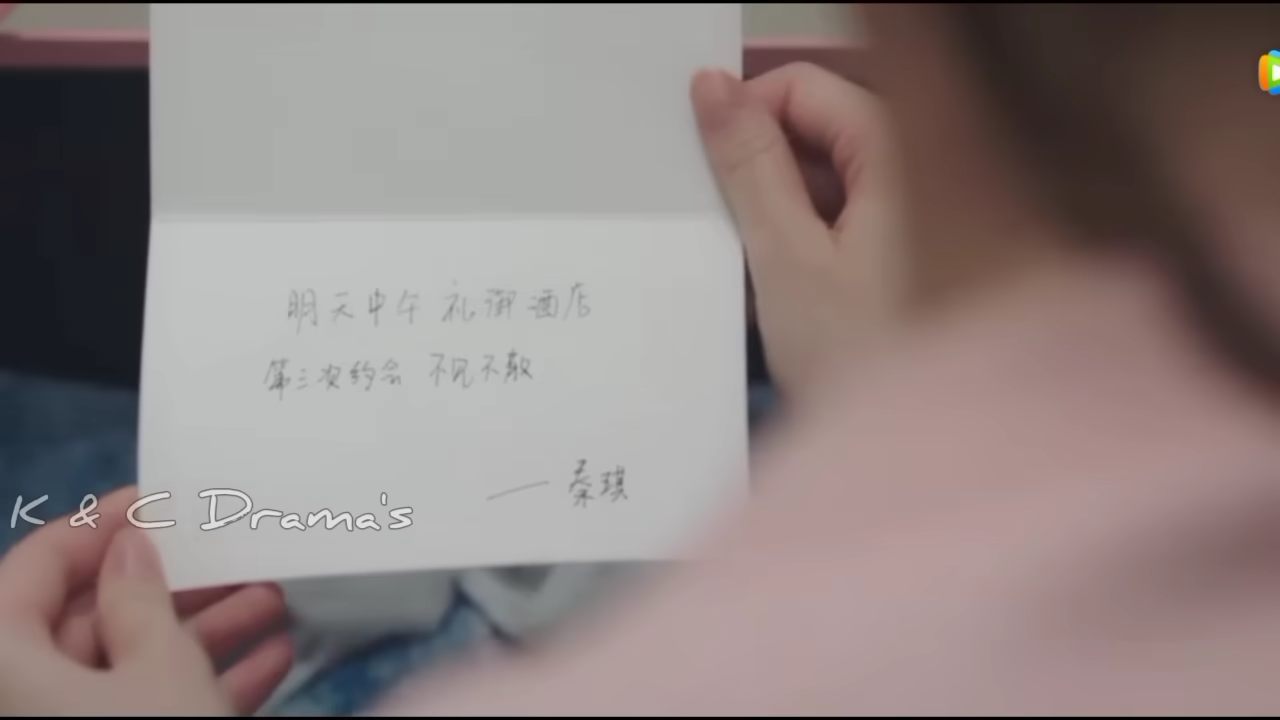 明天中午 礼御酒店
第三次约会 不见不散
—— 秦琪
K & C Drama's